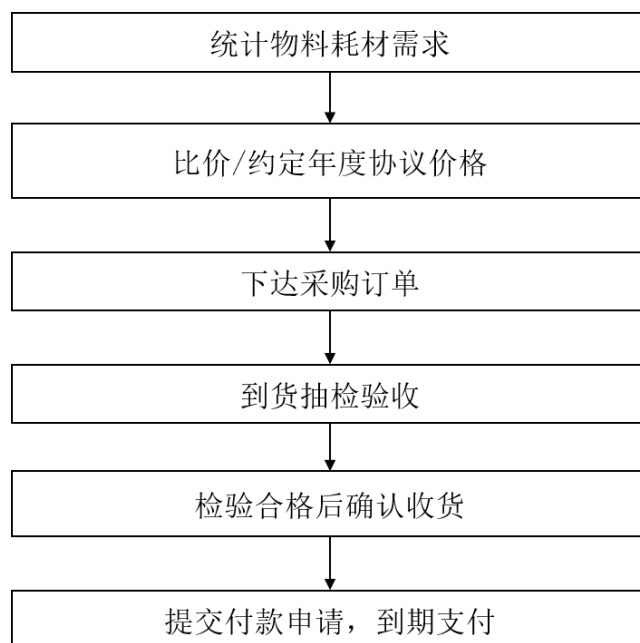 统计物料耗材需求
比价/约定年度协议价格
下达采购订单
到货抽检验收
检验合格后确认收货
提交付款申请，到期支付